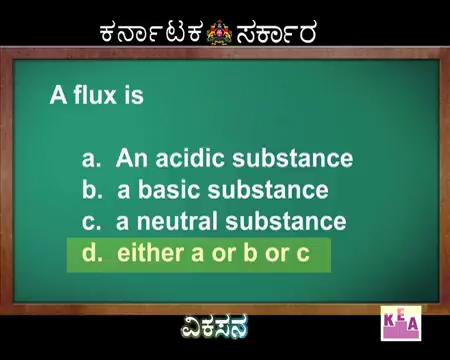 ಕರ್ನಾಟಕ ಸರ್ಕಾರ
A flux is
a. An acidic substance
b. a basic substance
c. a neutral substance
d. either a or b or c
ವಿಕಸನ
KEA